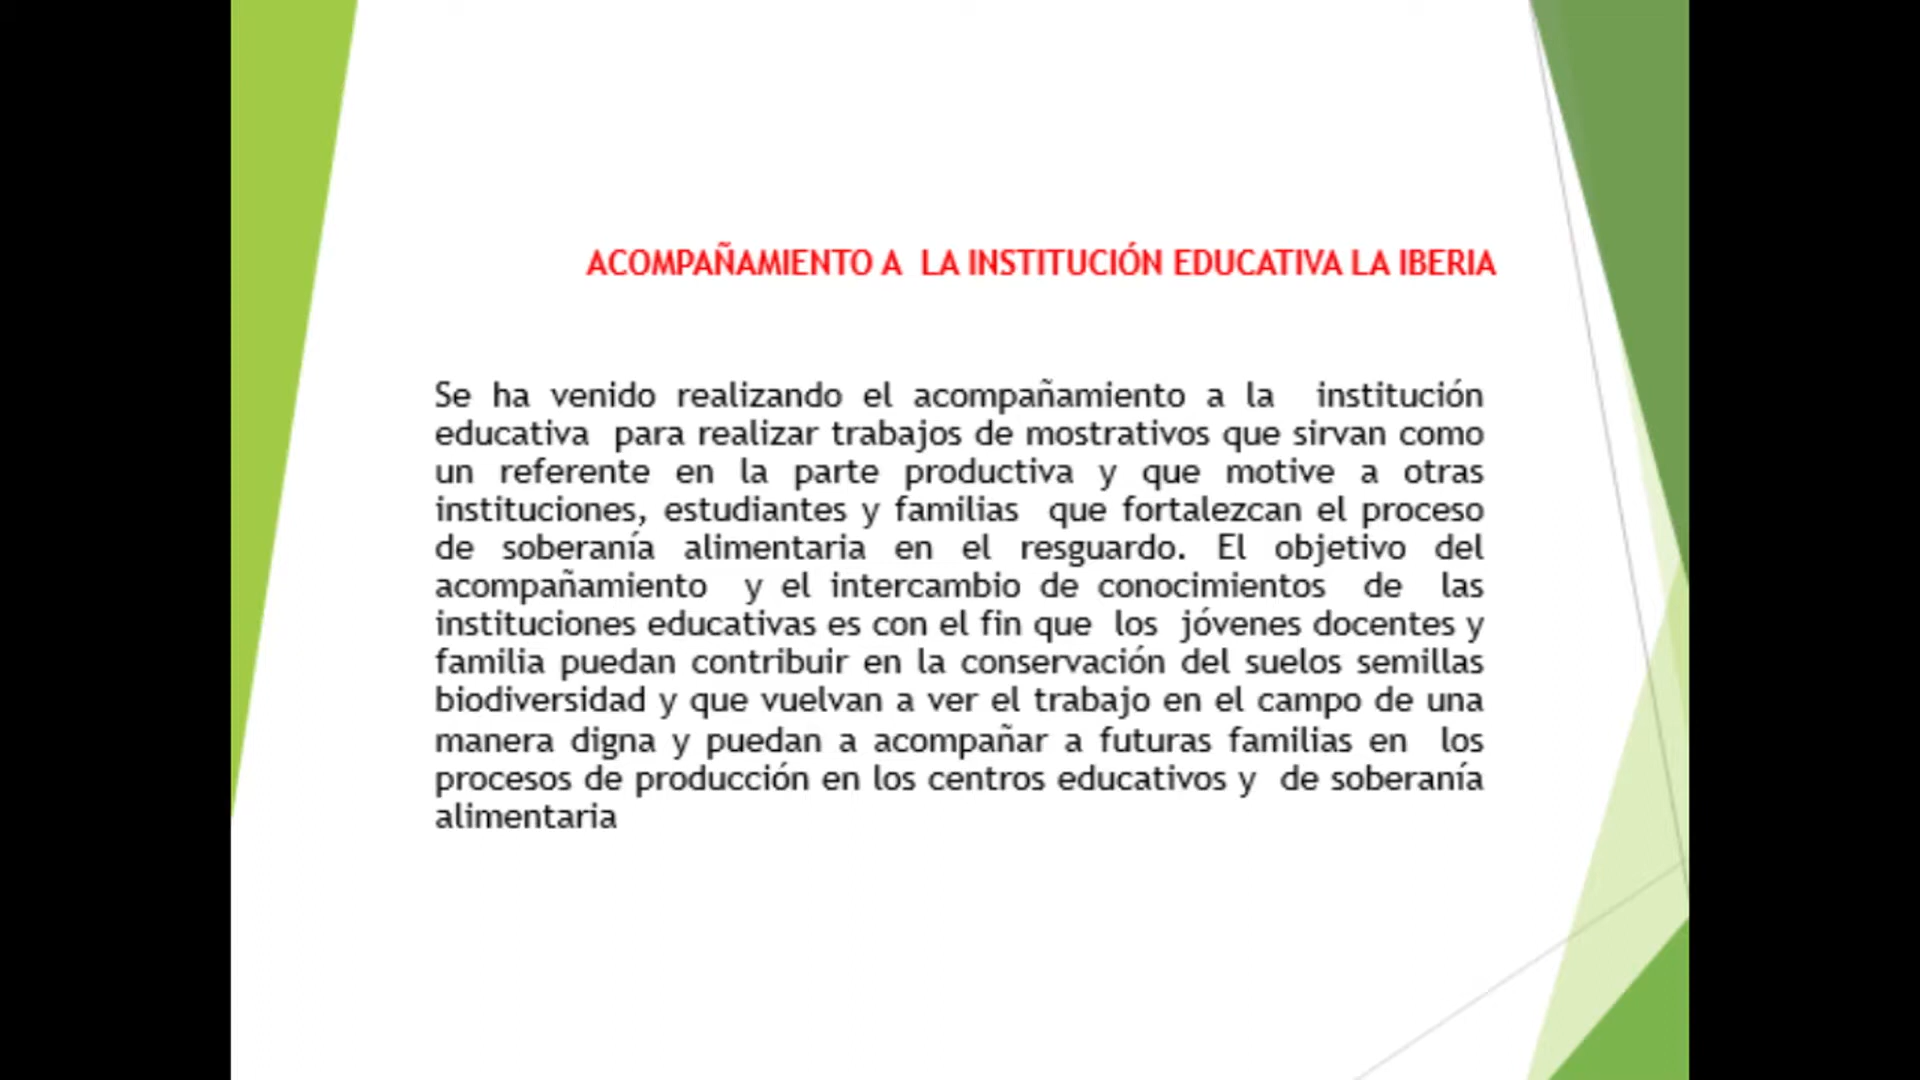 ACOMPAÑAMIENTO A LA INSTITUCIÓN EDUCATIVA LA IBERIA
Se ha venido realizando el acompañamiento a la institución
educativa para realizar trabajos de mostrativos que sirvan como
un referente en la parte productiva y que motive a otras
instituciones, estudiantes y familias que fortalezcan el proceso
de soberanía alimentaria en el resguardo. El objetivo del
acompañamiento y el intercambio de conocimientos de las
instituciones educativas es con el fin que los jóvenes docentes y
familia puedan contribuir en la conservación del suelos semillas
biodiversidad y que vuelvan a ver el trabajo en el campo de una
manera digna y puedan a acompañar a futuras familias en los
procesos de producción en los centros educativos y de soberanía
alimentaria